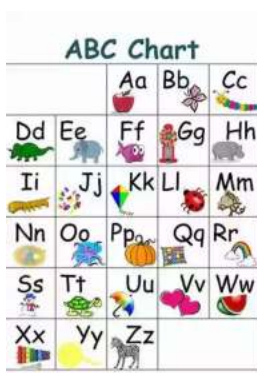 ABC Chart
Aa Bb Cc
Dd Ee Ff Gg Hh
Ii Jj Kk Ll Mm
Nn Oo Pp Qq Rr
Ss Tt Uu Vv Ww
Xx Yy Zz